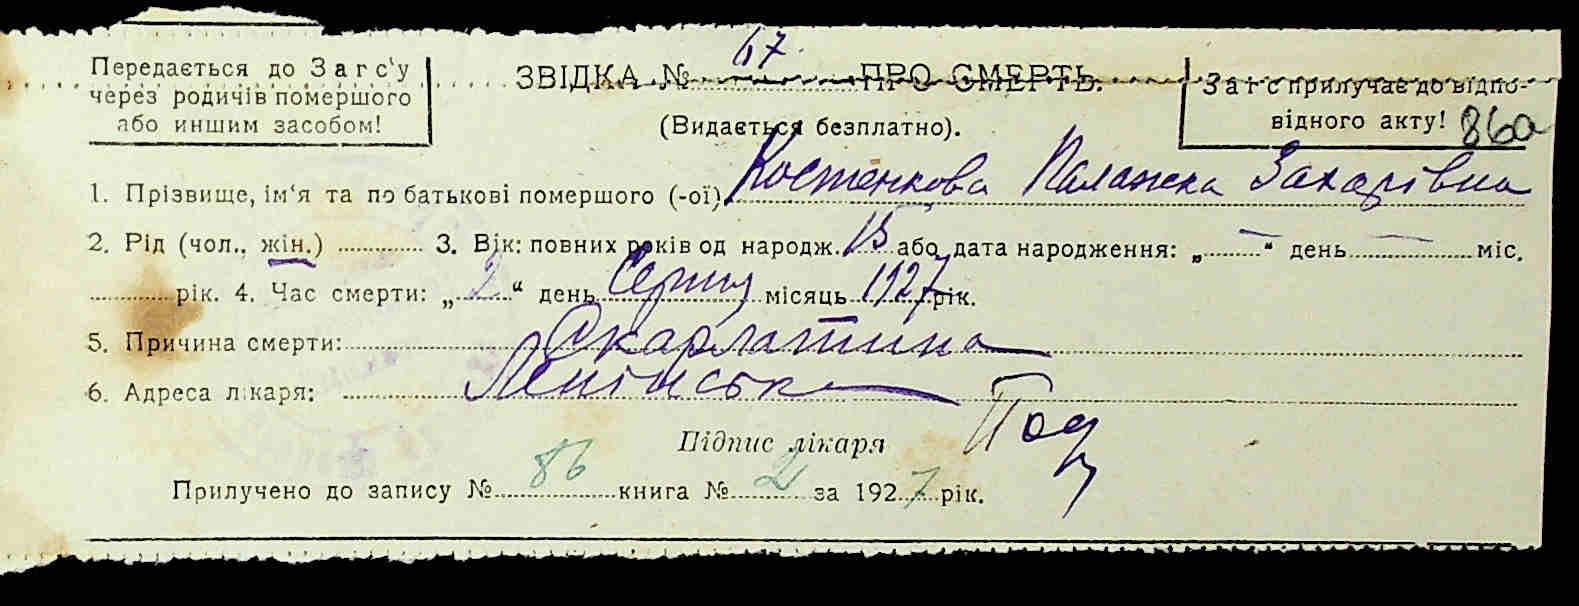 Передається до Загс'у
через родичів помершого
або иншим засобом!
ЗВІДКА № 67 ПРО СМЕРТЬ.
(Видається безплатно).
Загс прилучає до відпо-
відного акту! 86а
1. Прізвище, ім'я та по батькові помершого (-ої) Костенкова Палажка Захарівна
2. Рід (чол., жін.) 3. Вік: повних років од народж. 15 або дата народження: „ — “ день — міс.
рік. 4. Час смерти: „ 2 “ день Серпня місяць 1927 рік.
5. Причина смерти: Скарлатина
6. Адреса лікаря:
Підпис лікаря
Прилучено до запису № 86 книга № 2 за 1927 рік.